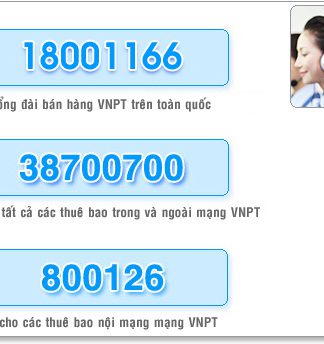 18001166
ổng đài bán hàng VNPT trên toàn quốc
38700700
tất cả các thuê bao trong và ngoài mạng VNPT
800126
cho các thuê bao nội mạng mạng VNPT